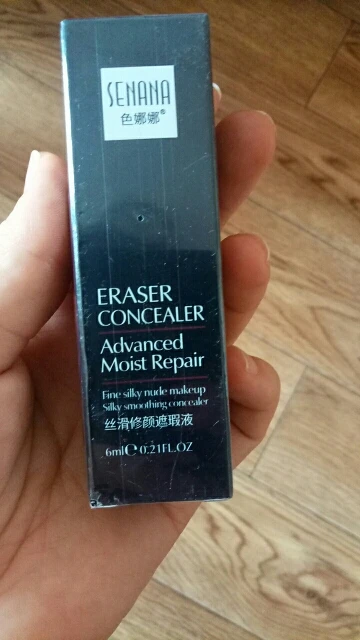 SENANA
色娜娜®
ERASER
CONCEALER
Advanced
Moist Repair
Fine silky nude makeup
Silky smoothing concealer
丝滑修颜遮瑕液
6ml℮0.21FL.OZ